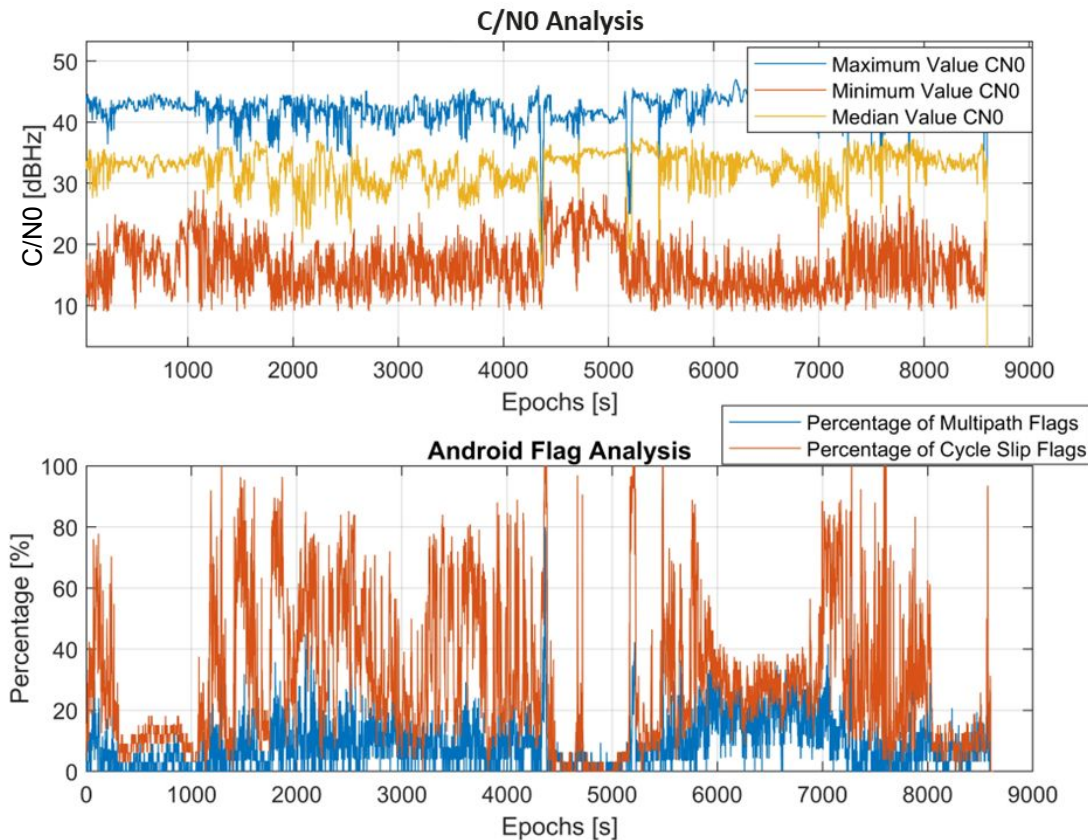 C/N0 Analysis
C/N0 [dBHz]
50
40
30
20
10
Maximum Value CN0
Minimum Value CN0
Median Value CN0
1000 2000 3000 4000 5000 6000 7000 8000 9000
Epochs [s]
Percentage of Multipath Flags
Percentage of Cycle Slip Flags
Android Flag Analysis
Percentage [%]
100
80
60
40
20
0
0 1000 2000 3000 4000 5000 6000 7000 8000 9000
Epochs [s]